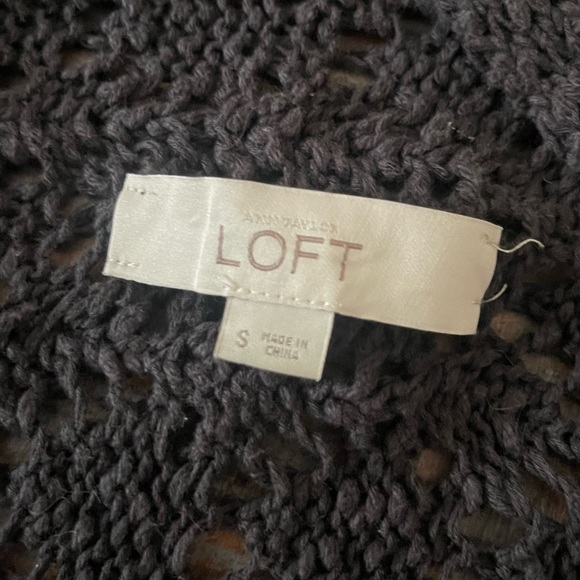 ANN TAYLOR
LOFT
S
MADE IN
CHINA